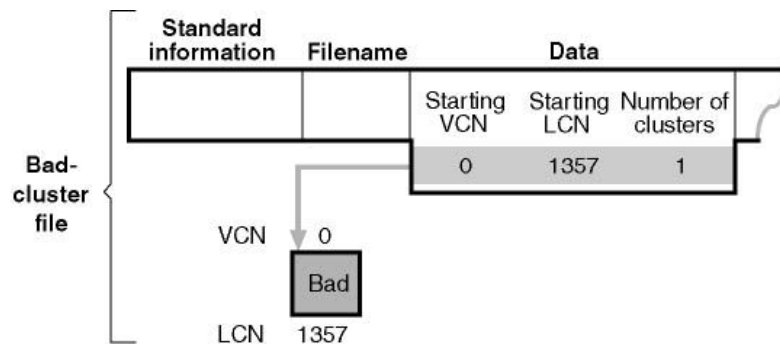 Standard information Filename Data
Starting VCN Starting LCN Number of clusters
0 1357 1
Bad-cluster file
VCN 0
Bad
LCN 1357